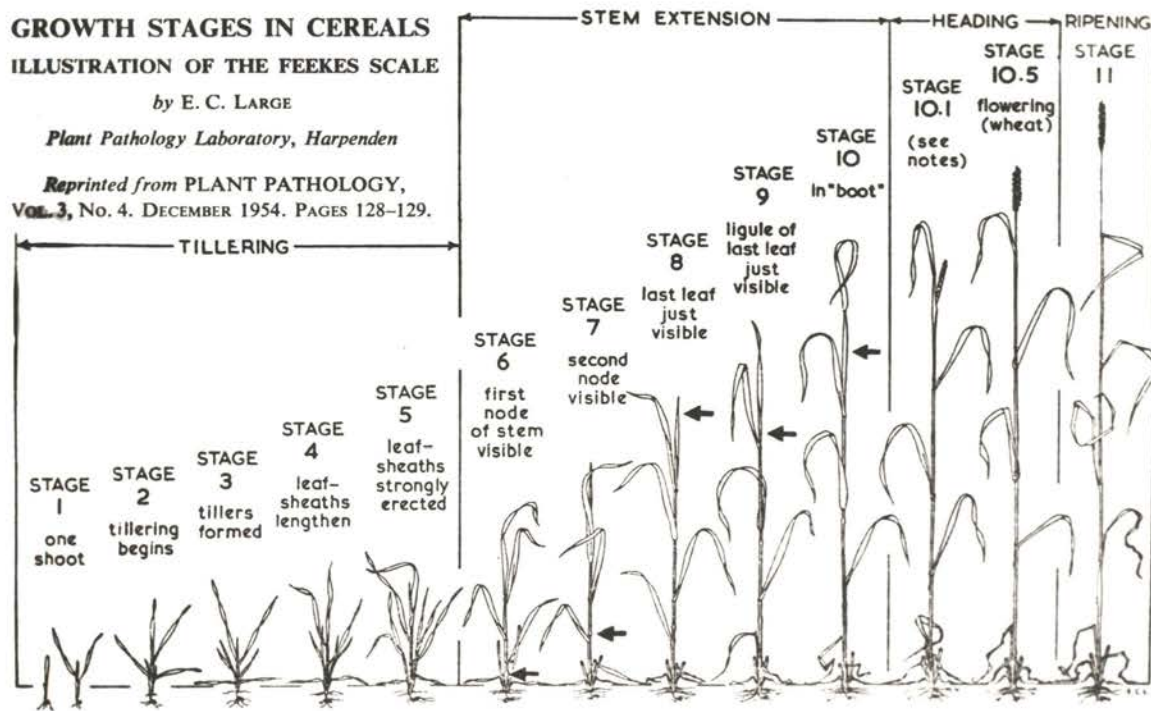 GROWTH STAGES IN CEREALS
ILLUSTRATION OF THE FEEKES SCALE
by E. C. LARGE
Plant Pathology Laboratory, Harpenden
Reprinted from PLANT PATHOLOGY,
VOL. 3, No. 4. DECEMBER 1954. PAGES 128–129.
TILLERING
STEM EXTENSION
HEADING
RIPENING
STAGE
1
one
shoot
STAGE
2
tillering
begins
STAGE
3
tillers
formed
STAGE
4
leaf-
sheaths
lengthen
STAGE
5
leaf-
sheaths
strongly
erected
STAGE
6
first
node
of stem
visible
STAGE
7
second
node
visible
STAGE
8
last leaf
just
visible
STAGE
9
ligule of
last leaf
just
visible
STAGE
10
in "boot"
STAGE
10.1
(see
notes)
STAGE
10.5
flowering
(wheat)
STAGE
11